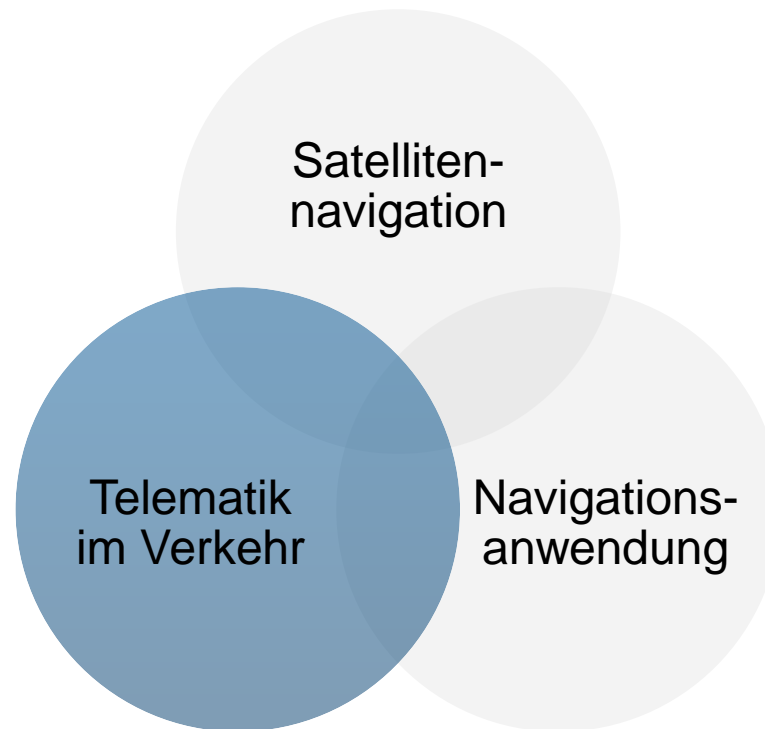 Satelliten-
navigation
Telematik
im Verkehr
Navigations-
anwendung